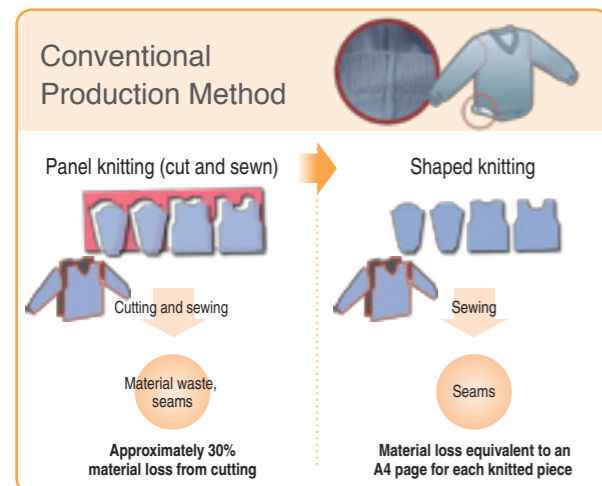 Conventional
Production Method
Panel knitting (cut and sewn)
Cutting and sewing
Material waste,
seams
Approximately 30%
material loss from cutting
Shaped knitting
Sewing
Seams
Material loss equivalent to an
A4 page for each knitted piece